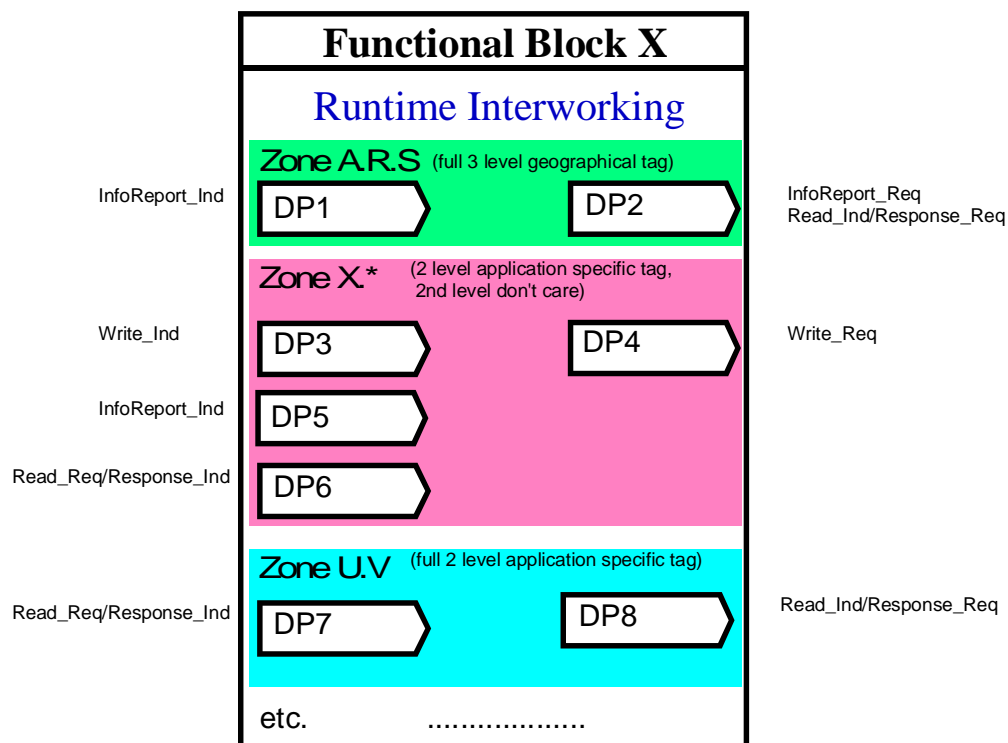 Functional Block X
Runtime Interworking
Zone A.R.S (full 3 level geographical tag)
InfoReport_Ind
DP1
DP2
InfoReport_Req
Read_Ind/Response_Req
Zone X.* (2 level application specific tag,
2nd level don't care)
Write_Ind
DP3
DP4
Write_Req
InfoReport_Ind
DP5
Read_Req/Response_Ind
DP6
Zone U.V (full 2 level application specific tag)
Read_Req/Response_Ind
DP7
DP8
Read_Ind/Response_Req
etc. ..................